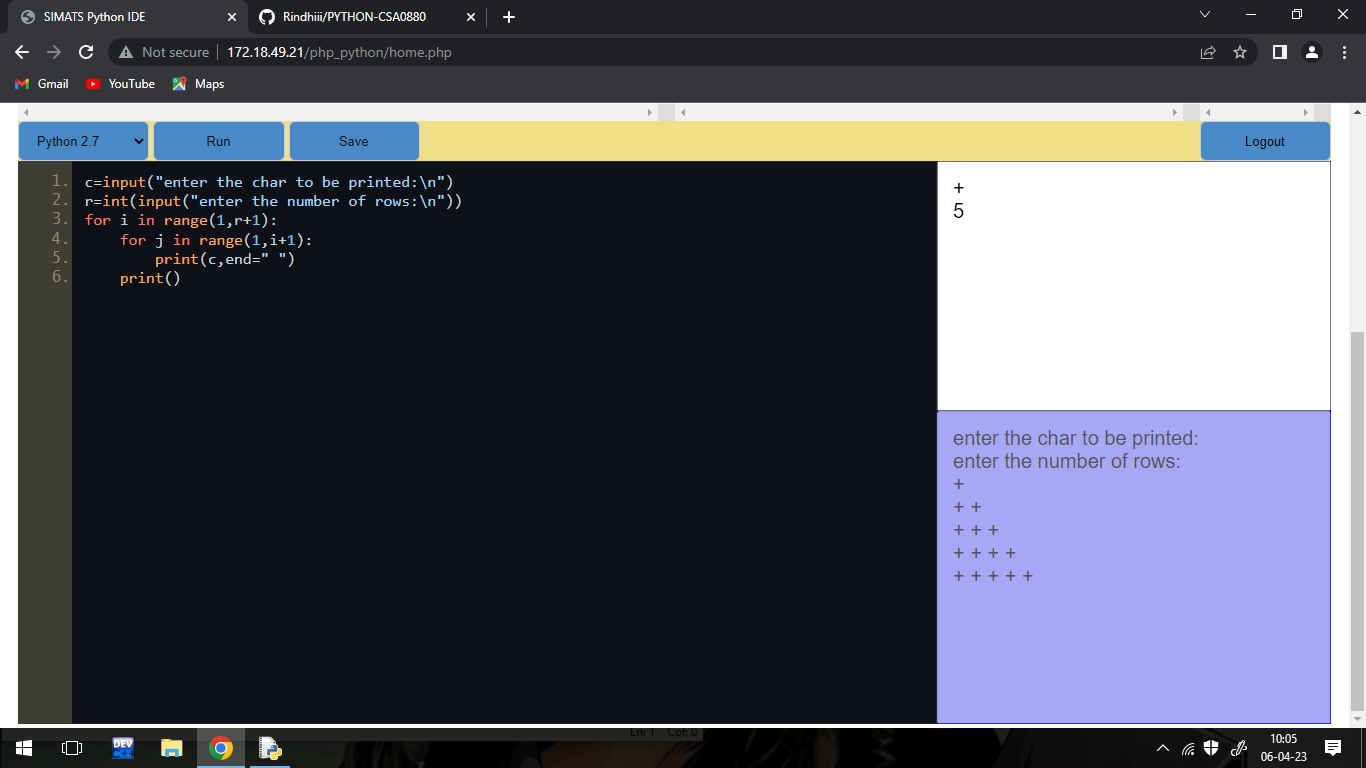 SIMATS Python IDE
Rindhiii/PYTHON-CSA0880
Not secure 172.18.49.21/php_python/home.php
Gmail YouTube Maps
Python 2.7 Run Save Logout
1. c=input("enter the char to be printed:\n")
2. r=int(input("enter the number of rows:\n"))
3. for i in range(1,r+1):
4.     for j in range(1,i+1):
5.         print(c,end=" ")
6.     print()
+
5
enter the char to be printed:
enter the number of rows:
+
+ +
+ + +
+ + + +
+ + + + +
Ln: 1 Col: 0
DEV
C++
10:05
06-04-23